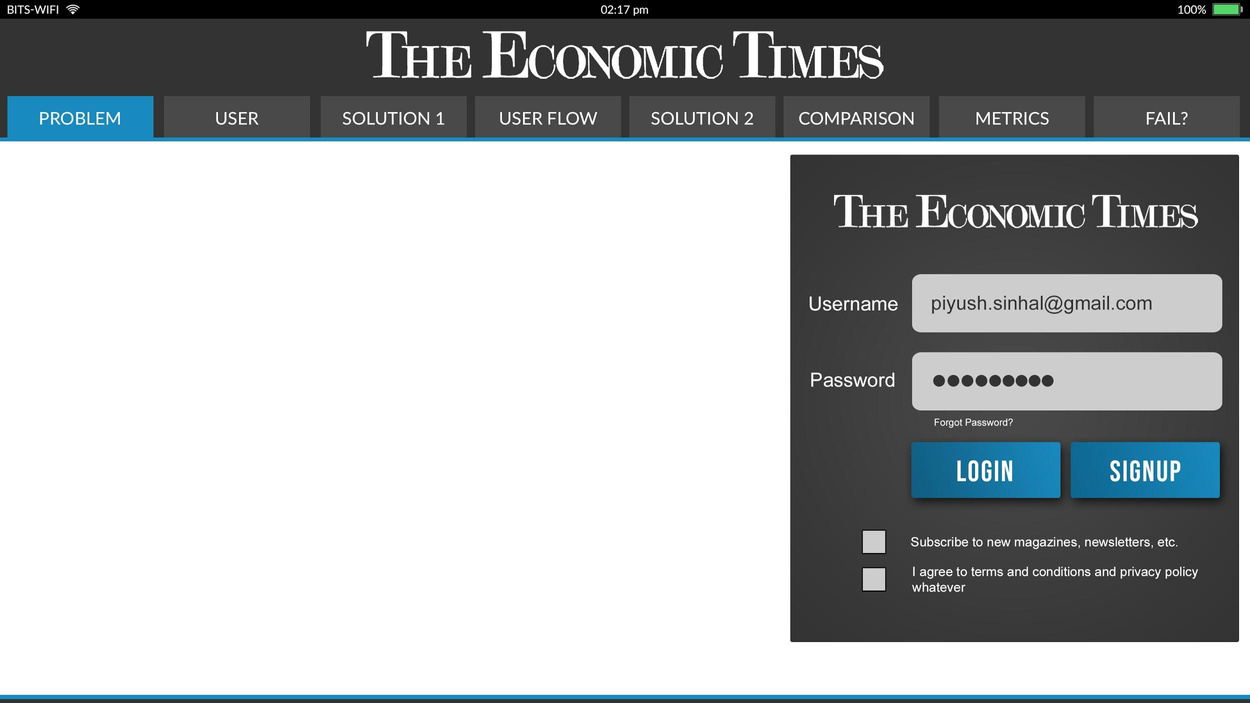 BITS-WIFI 02:17 pm 100%
THE ECONOMIC TIMES
PROBLEM USER SOLUTION 1 USER FLOW SOLUTION 2 COMPARISON METRICS FAIL?
THE ECONOMIC TIMES
Username piyush.sinhal@gmail.com
Password
Forgot Password?
LOGIN SIGNUP
Subscribe to new magazines, newsletters, etc.
I agree to terms and conditions and privacy policy
whatever